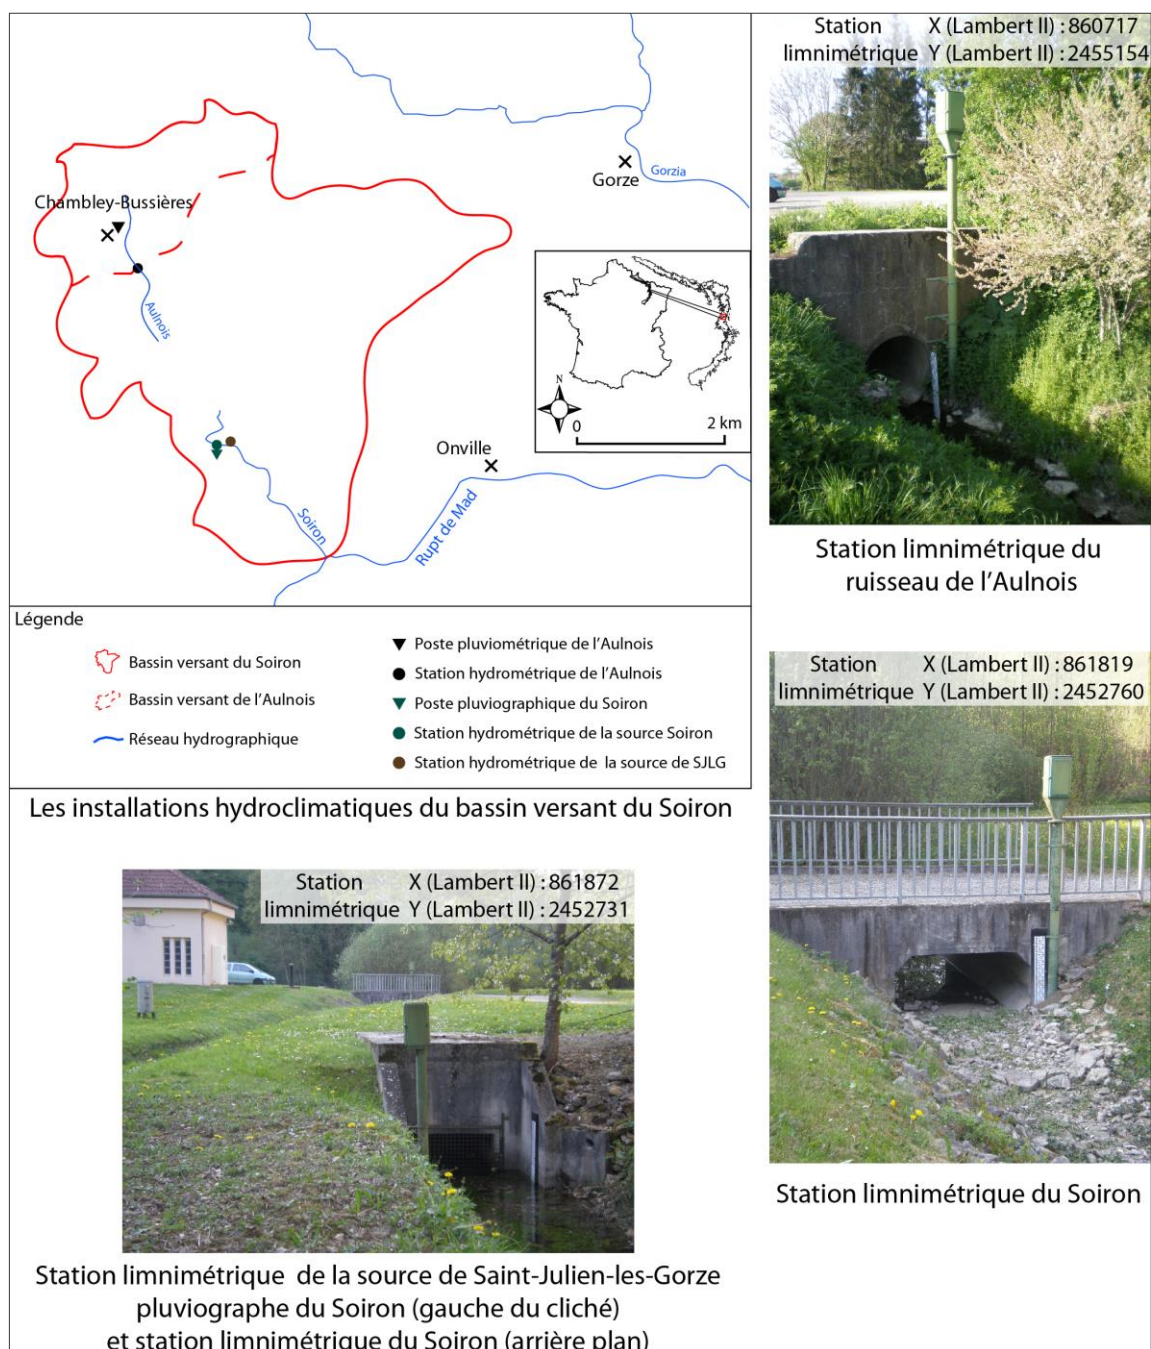 Gorze
Gorzia
Chambley-Bussières
Aulnois
N
0
2 km
Onville
Soiron
Rupt de Mad
Légende
Bassin versant du Soiron
Bassin versant de l'Aulnois
Réseau hydrographique
Poste pluviométrique de l'Aulnois
Station hydrométrique de l'Aulnois
Poste pluviographique du Soiron
Station hydrométrique de la source Soiron
Station hydrométrique de la source de SJLG
Les installations hydroclimatiques du bassin versant du Soiron
Station X (Lambert II) : 860717
limnimétrique Y (Lambert II) : 2455154
Station limnimétrique du
ruisseau de l'Aulnois
Station X (Lambert II) : 861819
limnimétrique Y (Lambert II) : 2452760
Station limnimétrique du Soiron
Station X (Lambert II) : 861872
limnimétrique Y (Lambert II) : 2452731
Station limnimétrique de la source de Saint-Julien-les-Gorze
pluviographe du Soiron (gauche du cliché)
et station limnimétrique du Soiron (arrière plan)